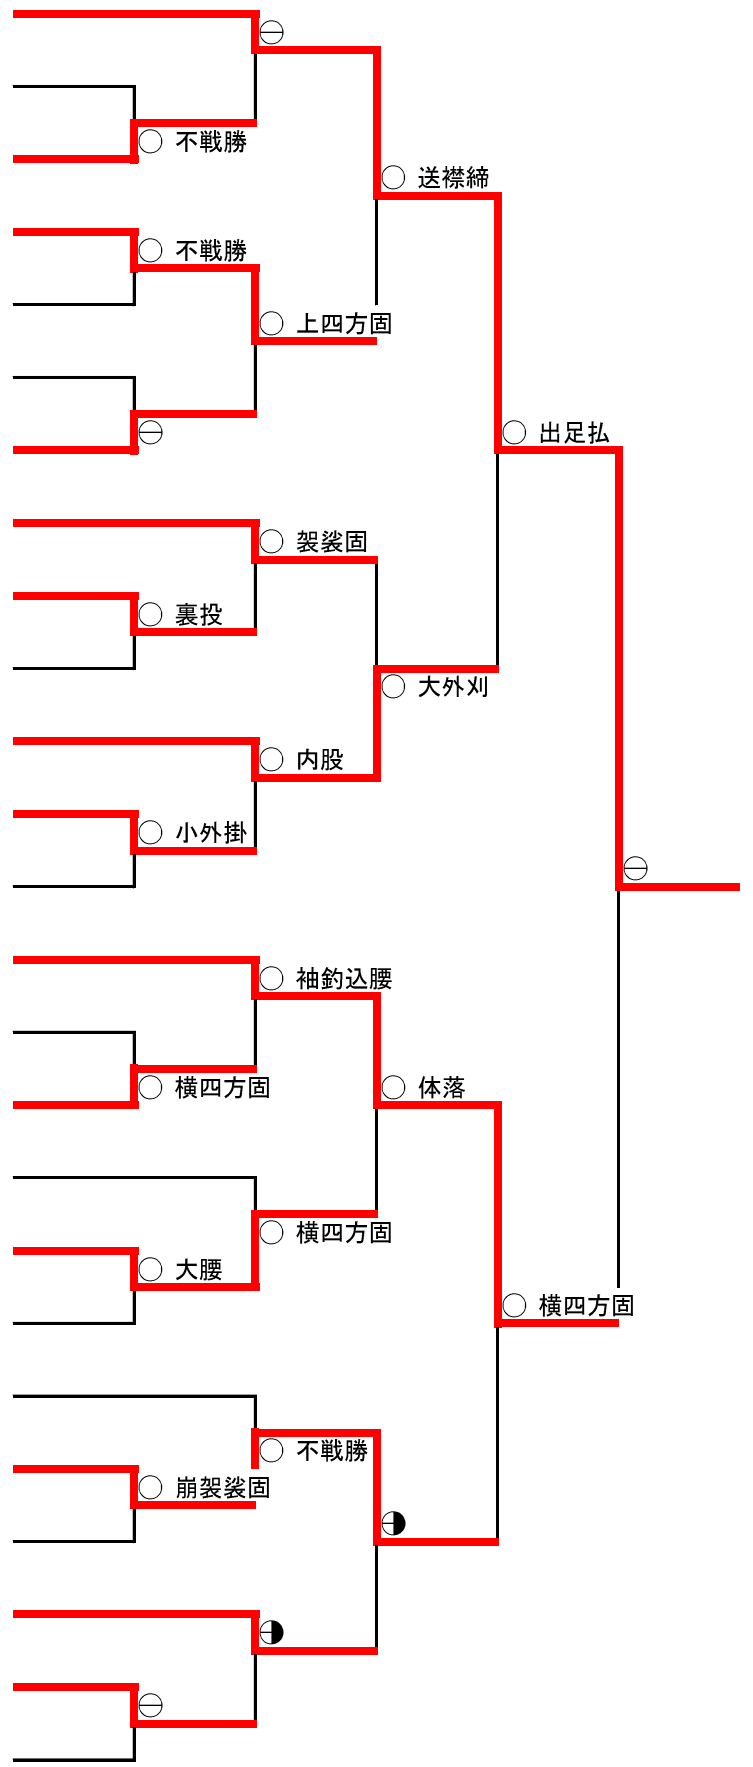 不戦勝
送襟締
不戦勝
上四方固
出足払
袈裟固
裏投
大外刈
内股
小外掛
袖釣込腰
横四方固
体落
横四方固
大腰
横四方固
不戦勝
崩袈裟固